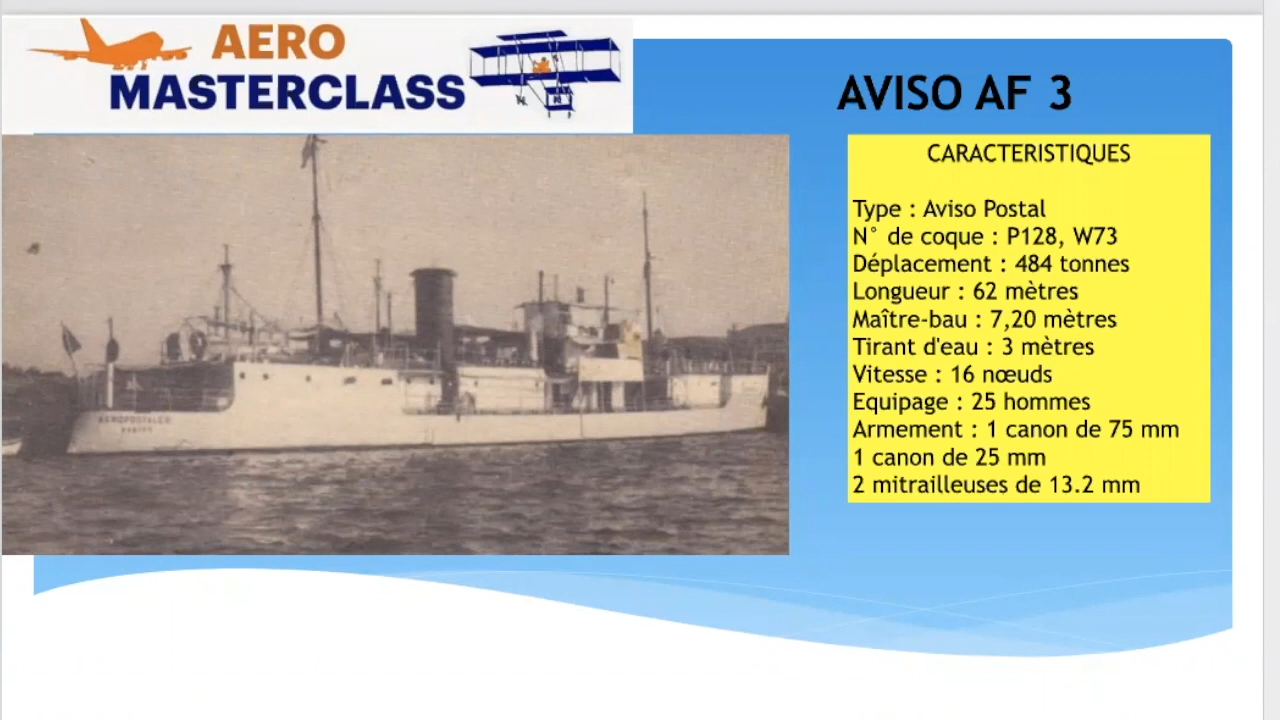 AERO
MASTERCLASS
AVISO AF 3
CARACTERISTIQUES
Type : Aviso Postal
N° de coque : P128, W73
Déplacement : 484 tonnes
Longueur : 62 mètres
Maître-bau : 7,20 mètres
Tirant d'eau : 3 mètres
Vitesse : 16 nœuds
Equipage : 25 hommes
Armement : 1 canon de 75 mm
1 canon de 25 mm
2 mitrailleuses de 13.2 mm